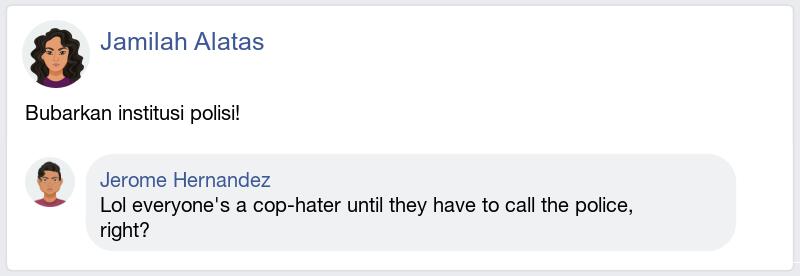 Jamilah Alatas
Bubarkan institusi polisi!
Jerome Hernandez
Lol everyone's a cop-hater until they have to call the police,
right?